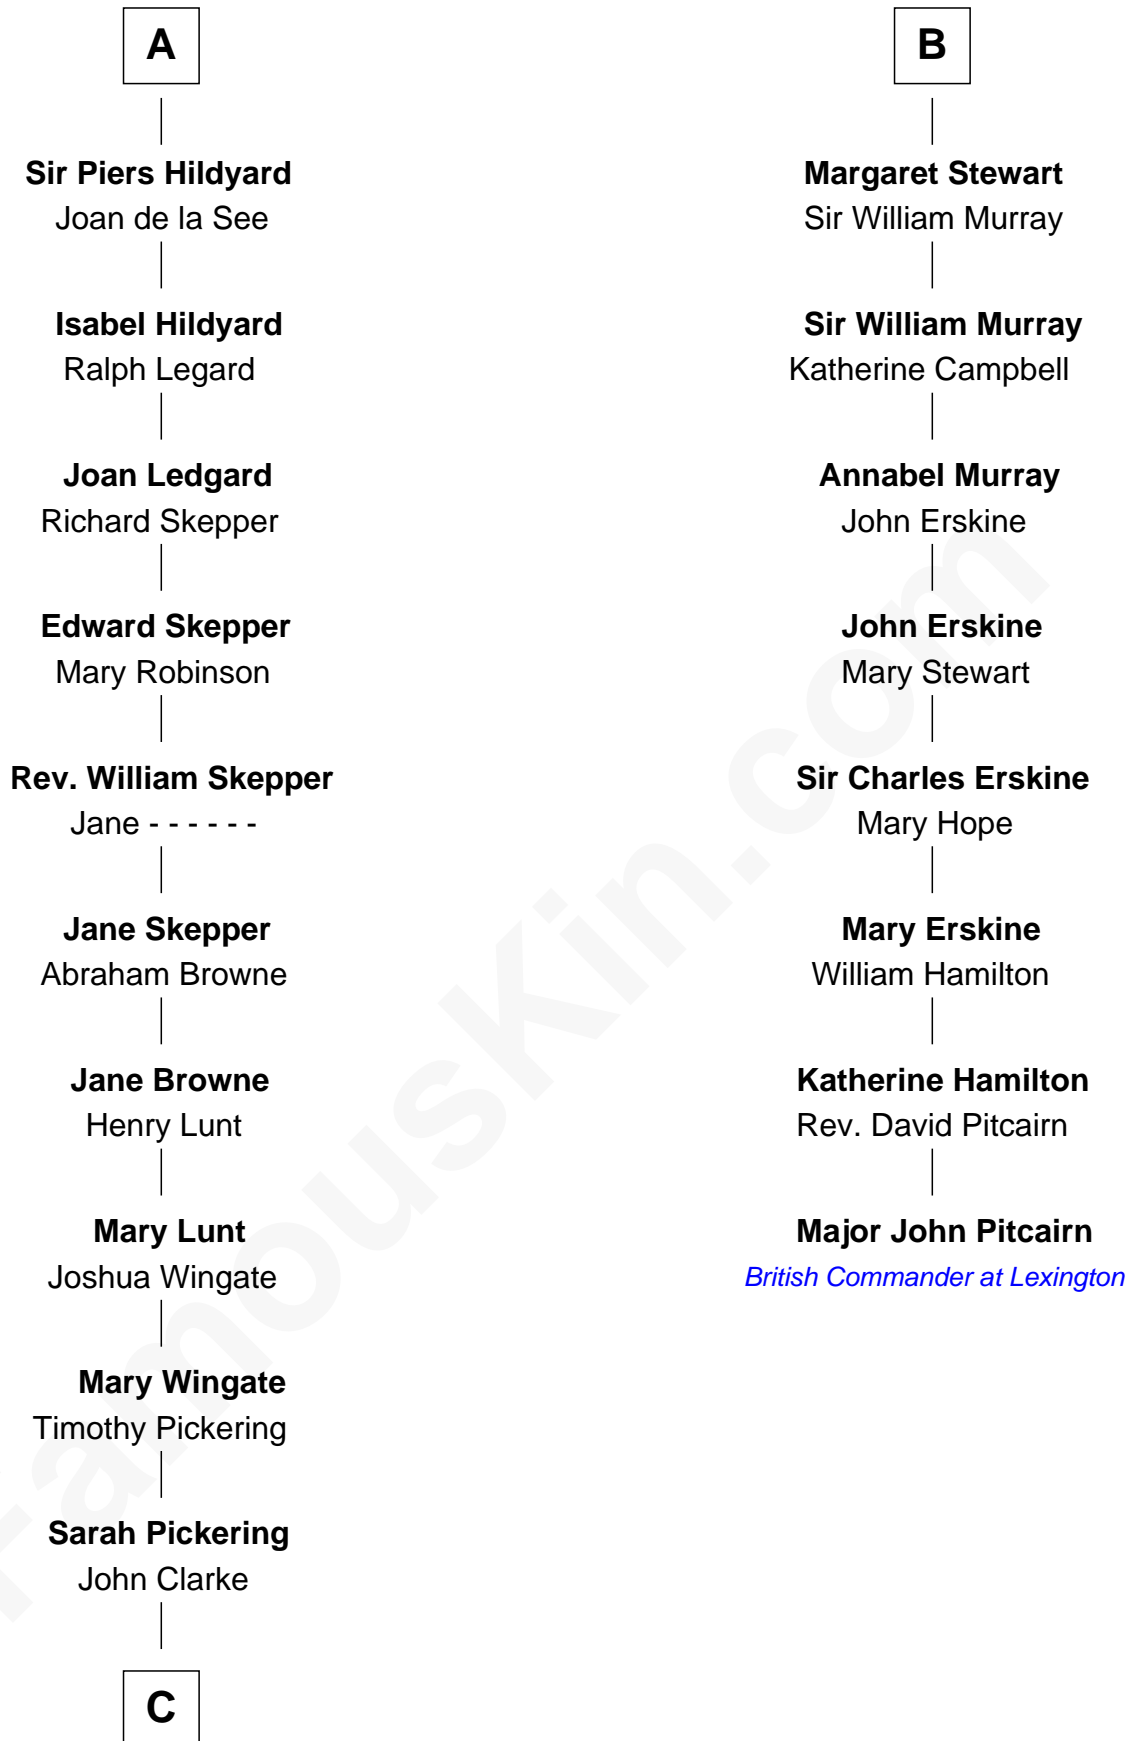 A
Sir Piers Hildyard
Joan de la See
Isabel Hildyard
Ralph Legard
Joan Ledgard
Richard Skepper
Edward Skepper
Mary Robinson
Rev. William Skepper
Jane - - - - - -
Jane Skepper
Abraham Browne
Jane Browne
Henry Lunt
Mary Lunt
Joshua Wingate
Mary Wingate
Timothy Pickering
Sarah Pickering
John Clarke
C
B
Margaret Stewart
Sir William Murray
Sir William Murray
Katherine Campbell
Annabel Murray
John Erskine
John Erskine
Mary Stewart
Sir Charles Erskine
Mary Hope
Mary Erskine
William Hamilton
Katherine Hamilton
Rev. David Pitcairn
Major John Pitcairn
British Commander at Lexington
FamousKin.com